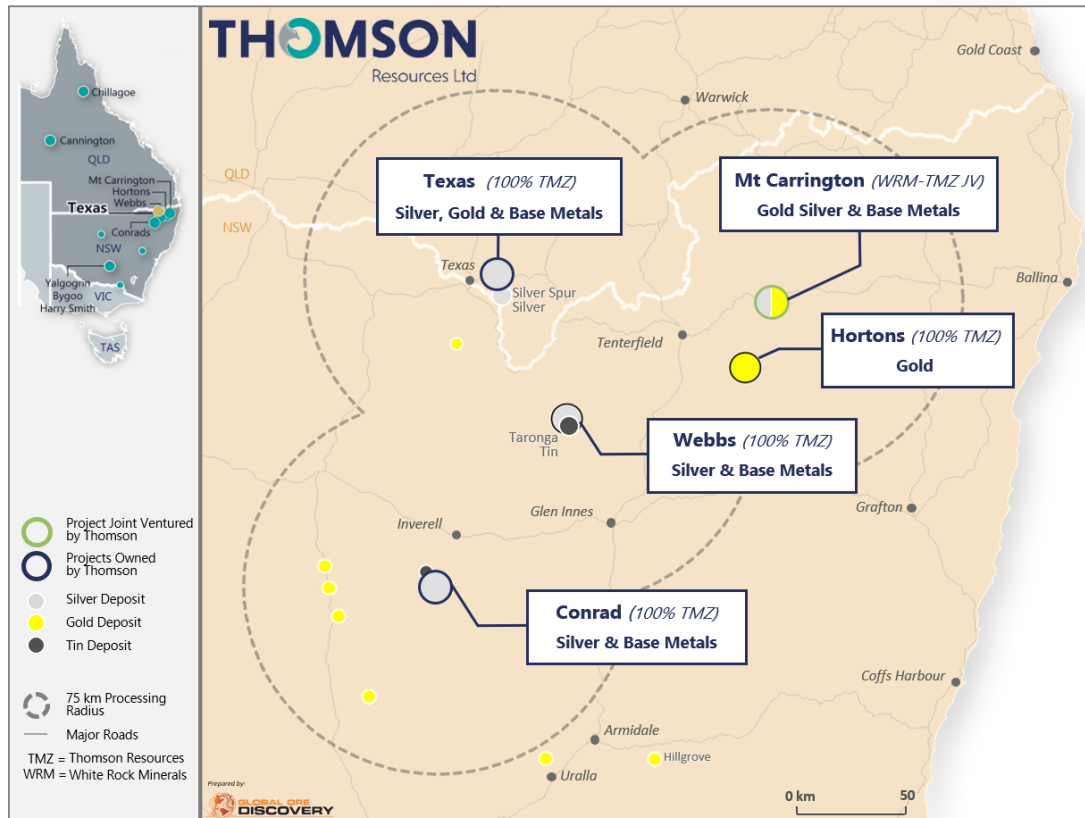 THOMSON
Resources Ltd
Chillagoe
Cannington
QLD
Mt Carrington
Hortons
Webbs
Texas
Conrads
NSW
Yalgogrin
Bygoo
Harry Smith
VIC
TAS
Project Joint Ventured
by Thomson
Projects Owned
by Thomson
Silver Deposit
Gold Deposit
Tin Deposit
75 km Processing
Radius
Major Roads
TMZ = Thomson Resources
WRM = White Rock Minerals
Gold Coast
Warwick
QLD
NSW
Texas (100% TMZ)
Silver, Gold & Base Metals
Mt Carrington (WRM-TMZ JV)
Gold Silver & Base Metals
Texas
Silver Spur
Silver
Ballina
Tenterfield
Hortons (100% TMZ)
Gold
Taronga
Tin
Webbs (100% TMZ)
Silver & Base Metals
Glen Innes
Grafton
Inverell
Conrad (100% TMZ)
Silver & Base Metals
Coffs Harbour
Armidale
Hillgrove
Uralla
Prepared by:
GLOBAL ORE
DISCOVERY
0 km 50